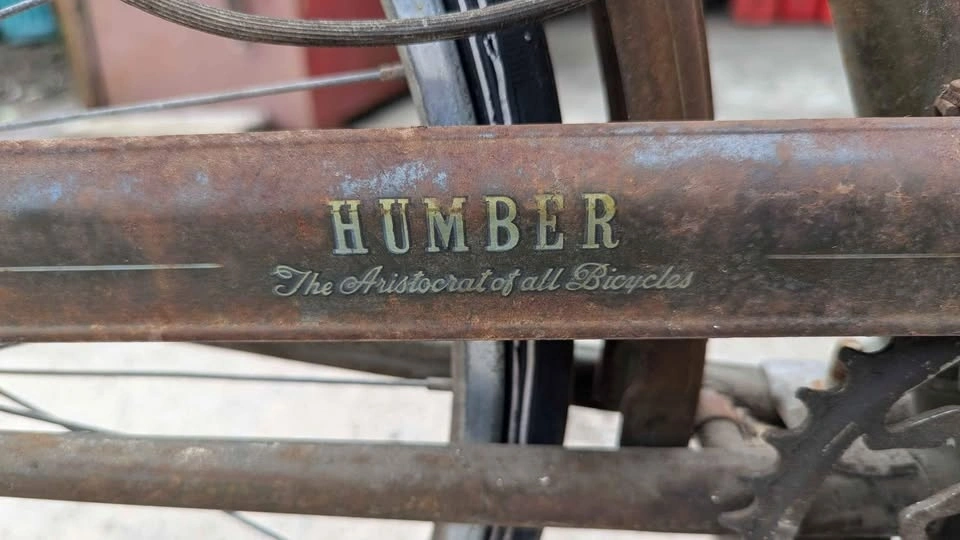 HUMBER
The Aristocrat of all Bicycles